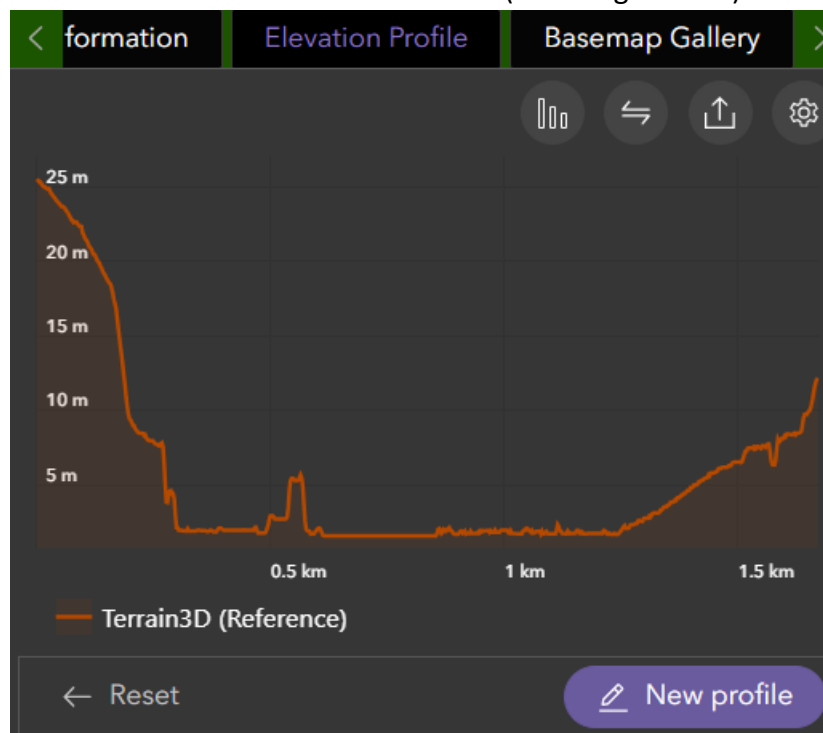 formation Elevation Profile Basemap Gallery
25 m
20 m
15 m
10 m
5 m
0.5 km 1 km 1.5 km
Terrain3D (Reference)
Reset New profile